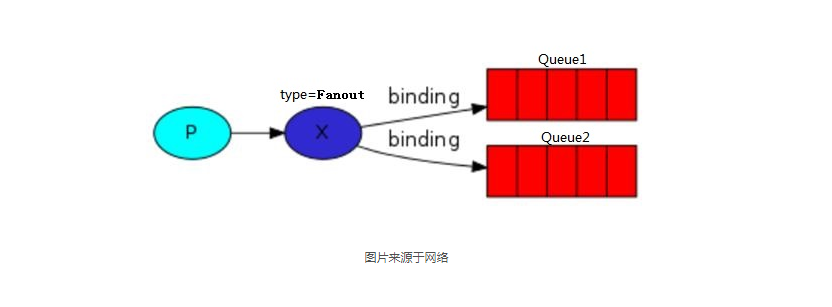 Queue1
type=Fanout
binding
P
X
binding
Queue2
图片来源于网络